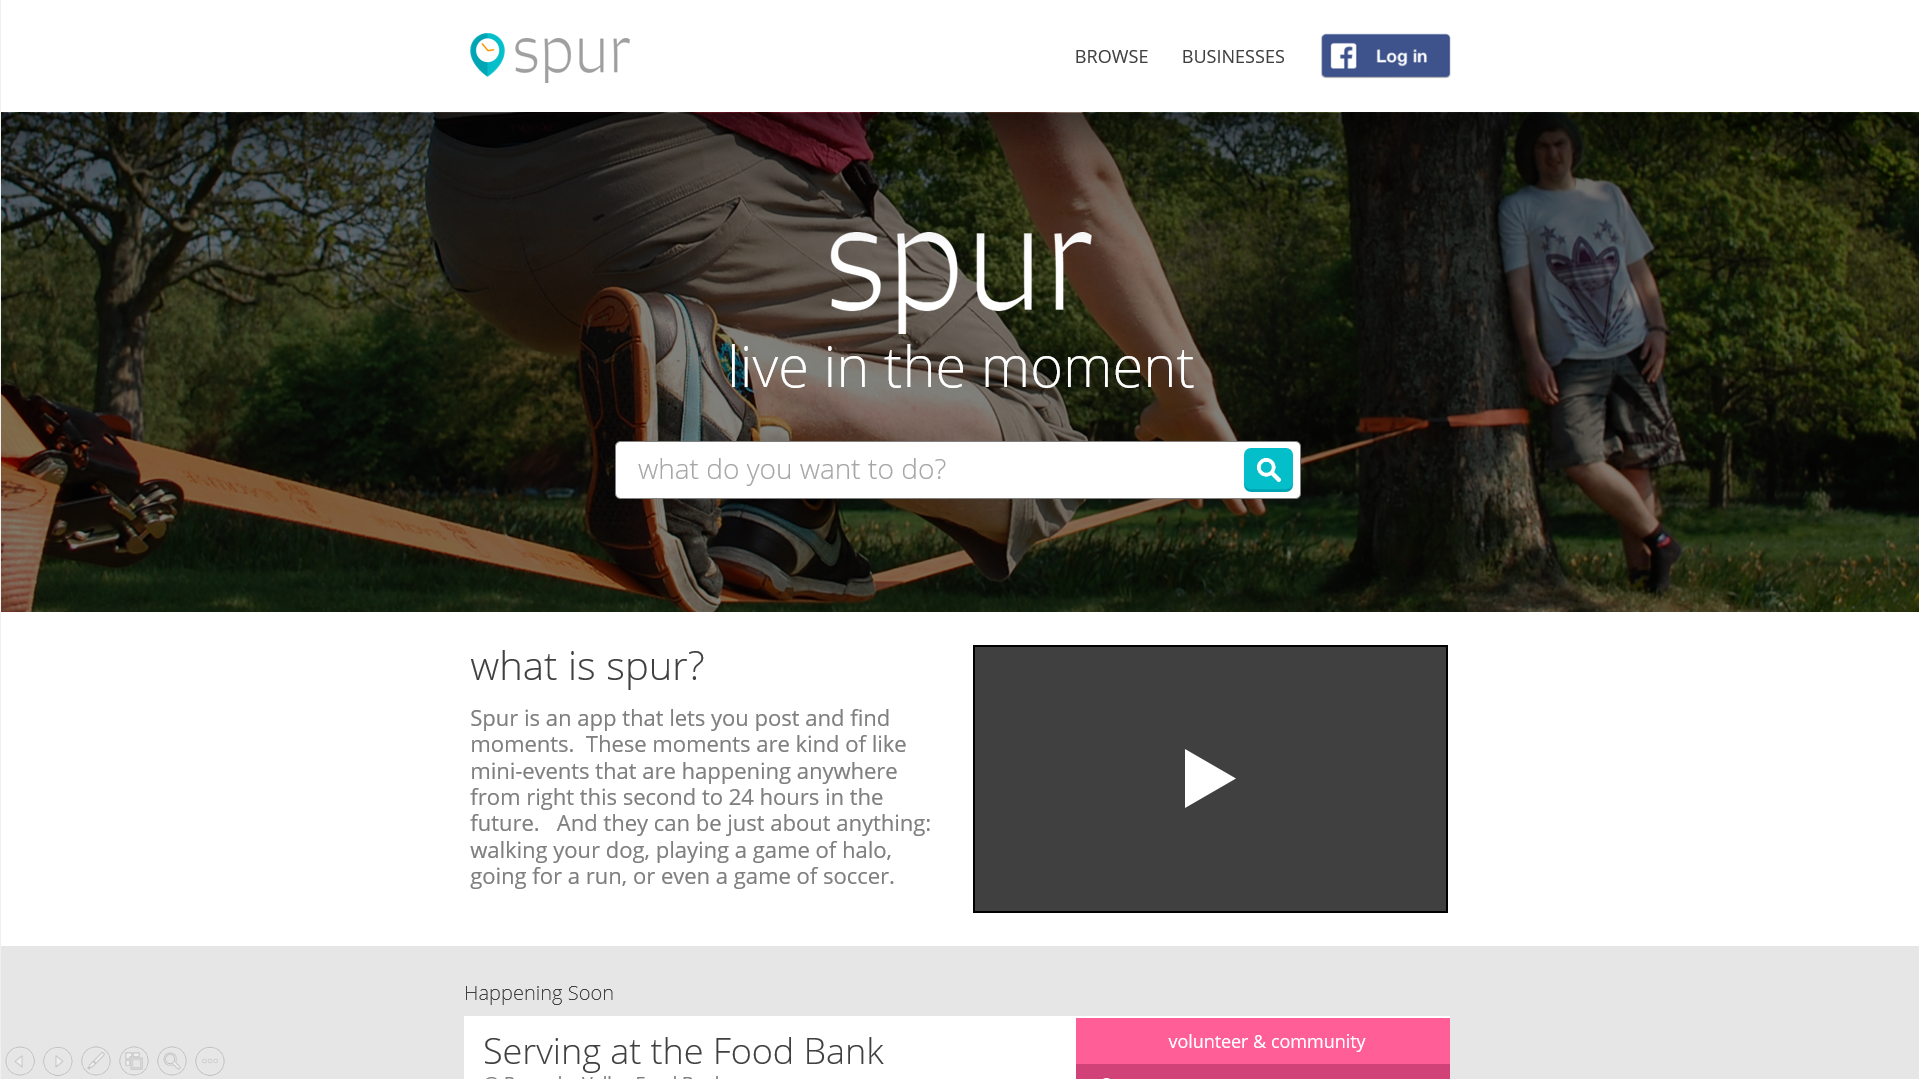 spur
BROWSE
BUSINESSES
Log in
spur
live in the moment
what do you want to do?
what is spur?
Spur is an app that lets you post and find
moments.  These moments are kind of like
mini-events that are happening anywhere
from right this second to 24 hours in the
future.   And they can be just about anything:
walking your dog, playing a game of halo,
going for a run, or even a game of soccer.
Happening Soon
Serving at the Food Bank
volunteer & community